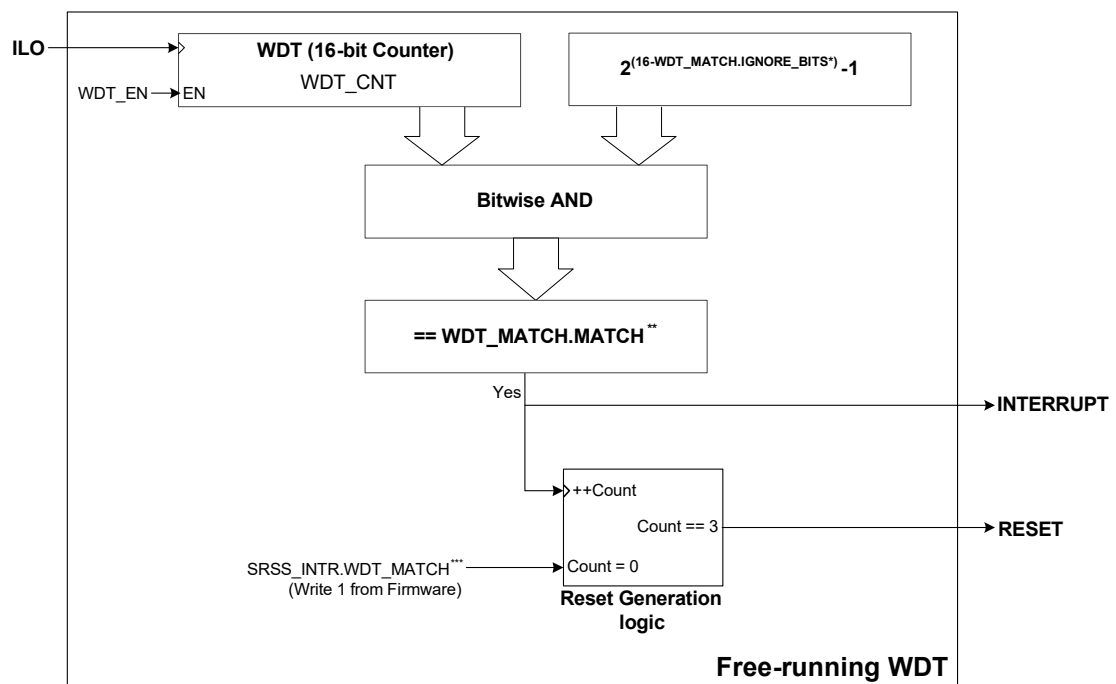 ILO
WDT (16-bit Counter)
WDT_CNT
WDT_EN
EN
2^(16-WDT_MATCH.IGNORE_BITS*) -1
Bitwise AND
== WDT_MATCH.MATCH**
Yes
INTERRUPT
++Count
Count == 3
RESET
SRSS_INTR.WDT_MATCH***
(Write 1 from Firmware)
Count = 0
Reset Generation
logic
Free-running WDT